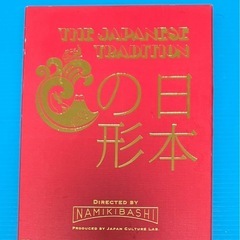 THE JAPANESE
TRADITION
日本
の形
DIRECTED BY
NAMIKIBASHI
PRODUCED BY JAPAN CULTURE LAB.